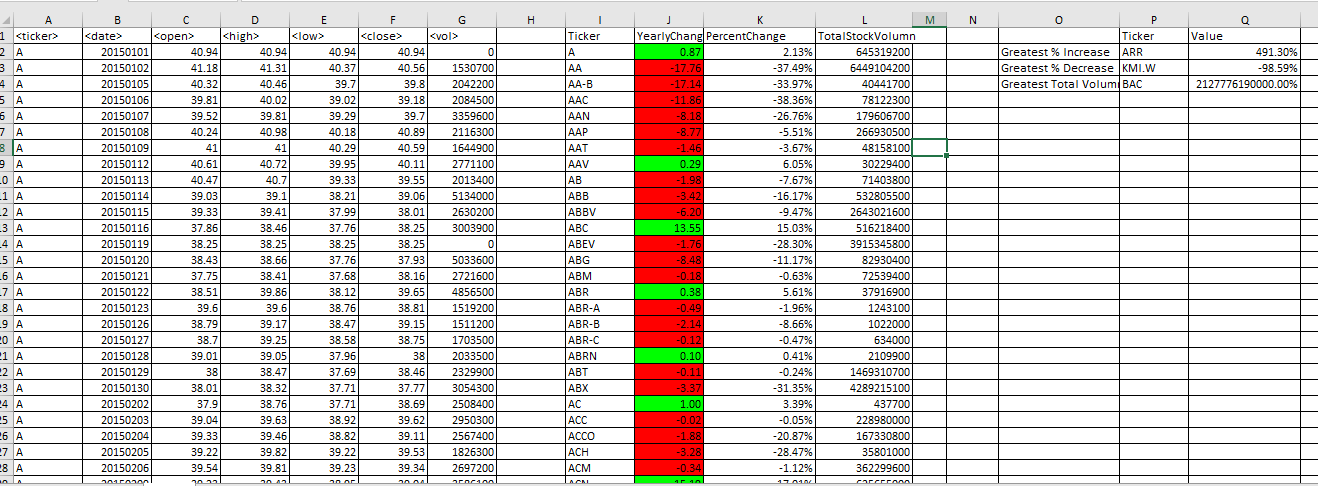 A B C D E F G H I J K L M N O P Q
1 <ticker> <date> <open> <high> <low> <close> <vol> Ticker YearlyChang PercentChange TotalStockVolumn Ticker Value
2 A 20150101 40.94 40.94 40.94 40.94 0 A 0.87 2.13% 645319200 Greatest % Increase ARR 491.30%
3 A 20150102 41.18 41.31 40.37 40.56 1530700 AA -17.76 -37.49% 6449104200 Greatest % Decrease KMI.W -98.59%
4 A 20150105 40.32 40.46 39.7 39.8 2042200 AA-B -17.14 -33.97% 40441700 Greatest Total Volum BAC 2127776190000.00%
5 A 20150106 39.81 40.02 39.02 39.18 2084500 AAC -11.86 -38.36% 78122300
6 A 20150107 39.52 39.81 39.29 39.7 3359600 AAN -8.18 -26.76% 179606700
7 A 20150108 40.24 40.98 40.18 40.89 2116300 AAP -8.77 -5.51% 266930500
8 A 20150109 41 41 40.29 40.59 1644900 AAT -1.46 -3.67% 48158100
9 A 20150112 40.61 40.72 39.95 40.11 2771100 AAV 0.29 6.05% 30229400
0 A 20150113 40.47 40.7 39.33 39.55 2013400 AB -1.98 -7.67% 71403800
1 A 20150114 39.03 39.1 38.21 39.06 5134000 ABB -3.42 -16.17% 532805500
2 A 20150115 39.33 39.41 37.99 38.01 2630200 ABBV -6.20 -9.47% 2643021600
3 A 20150116 37.86 38.46 37.76 38.25 3003900 ABC 13.55 15.03% 516218400
4 A 20150119 38.25 38.25 38.25 38.25 0 ABEV -1.76 -28.30% 3915345800
5 A 20150120 38.43 38.66 37.76 37.93 5033600 ABG -8.48 -11.17% 82930400
6 A 20150121 37.75 38.41 37.68 38.16 2721600 ABM -0.18 -0.63% 72539400
7 A 20150122 38.51 39.86 38.12 39.65 4856500 ABR 0.38 5.61% 37916900
8 A 20150123 39.6 39.6 38.76 38.81 1519200 ABR-A -0.49 -1.96% 1243100
9 A 20150126 38.79 39.17 38.47 39.15 1511200 ABR-B -2.14 -8.66% 1022000
20 A 20150127 38.7 39.25 38.58 38.75 1703500 ABR-C -0.12 -0.47% 634000
21 A 20150128 39.01 39.05 37.96 38 2033500 ABRN 0.10 0.41% 2109900
22 A 20150129 38 38.47 37.69 38.46 2329900 ABT -0.11 -0.24% 1469310700
23 A 20150130 38.01 38.32 37.71 37.77 3054300 ABX -3.37 -31.35% 4289215100
24 A 20150202 37.9 38.76 37.71 38.69 2508400 AC 1.00 3.39% 437700
25 A 20150203 39.04 39.63 38.92 39.62 2950300 ACC -0.02 -0.05% 228980000
26 A 20150204 39.33 39.46 38.82 39.11 2567400 ACCO -1.88 -20.87% 167330800
27 A 20150205 39.22 39.82 39.22 39.53 1826300 ACH -3.28 -28.47% 35801000
28 A 20150206 39.54 39.81 39.23 39.34 2697200 ACM -0.34 -1.12% 362299600